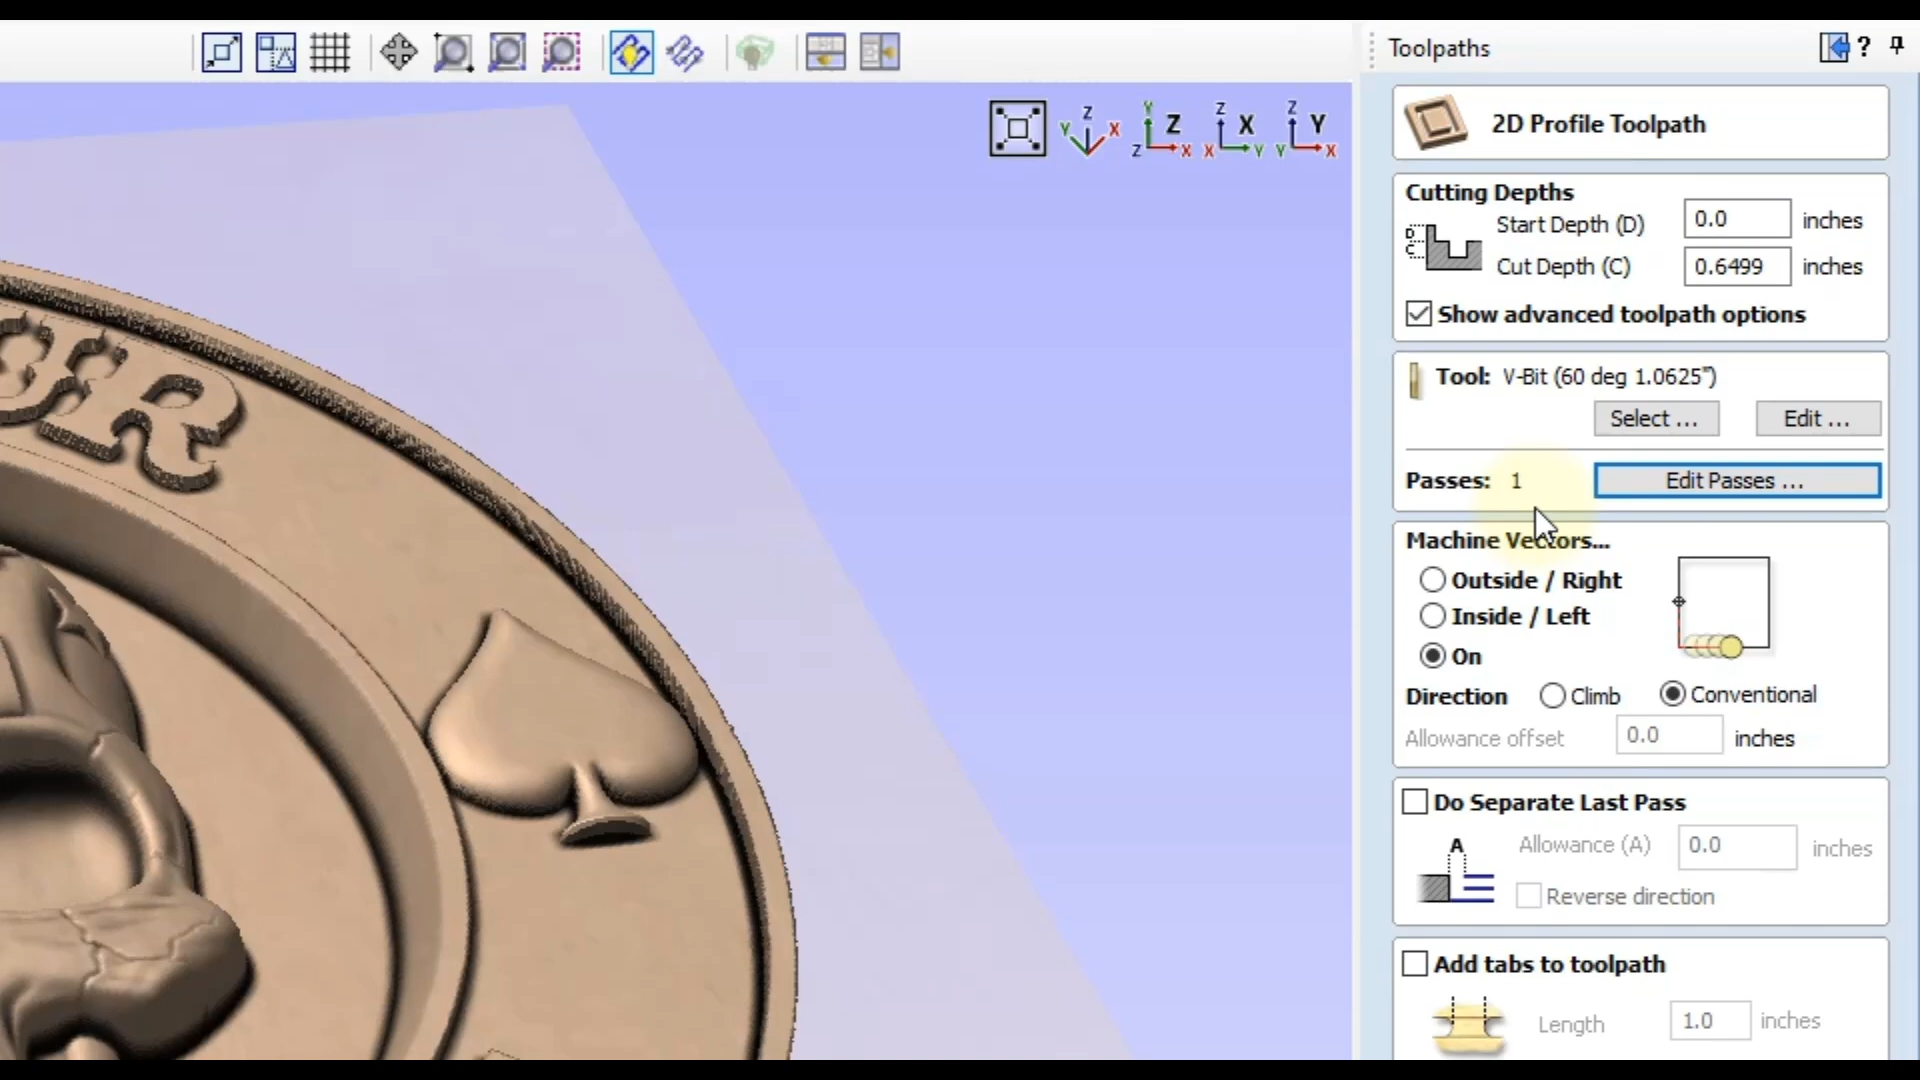 Toolpaths
?
Z
Y
X
Y
Z
Z
X
Z
X
X
Y
Z
Y
Y
X
2D Profile Toolpath
Cutting Depths
Start Depth (D) 0.0 inches
D
C
Cut Depth (C) 0.6499 inches
Show advanced toolpath options
Tool: V-Bit (60 deg 1.0625")
Select ... Edit ...
Passes: 1 Edit Passes ...
Machine Vectors...
Outside / Right
Inside / Left
On
Direction Climb Conventional
Allowance offset 0.0 inches
Do Separate Last Pass
A Allowance (A) 0.0 inches
Reverse direction
Add tabs to toolpath
Length 1.0 inches